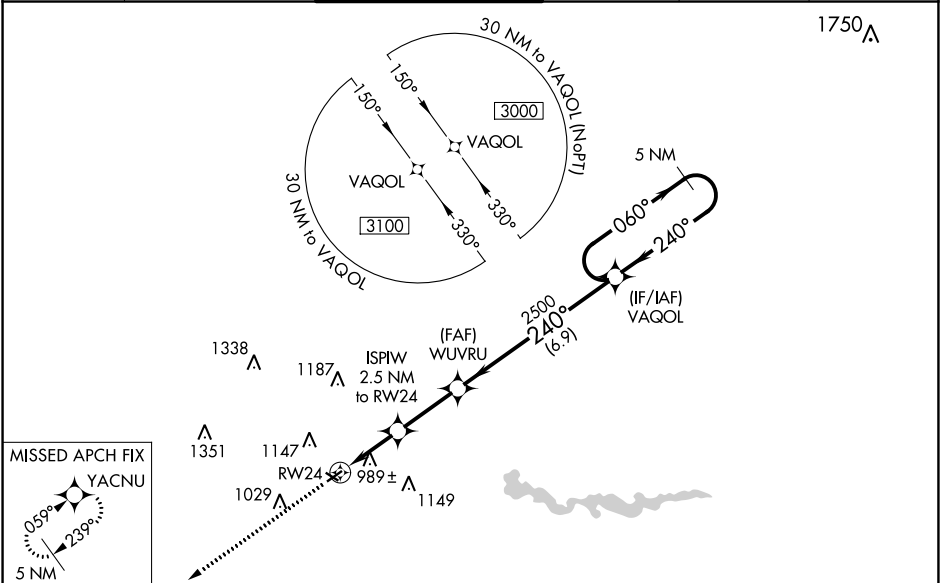 1750
30 NM to VAQOL (NoPT)
150°
3000
VAQOL
330°
150°
VAQOL
3100
330°
30 NM to VAQOL
5 NM
060°
240°
(IF/IAF)
VAQOL
2500
240°
(6.9)
(FAF)
WUVRU
ISPIW
2.5 NM
to RW24
1338
1187
1351
1147
RW24
989±
1029
1149
MISSED APCH FIX
YACNU
059°
239°
5 NM